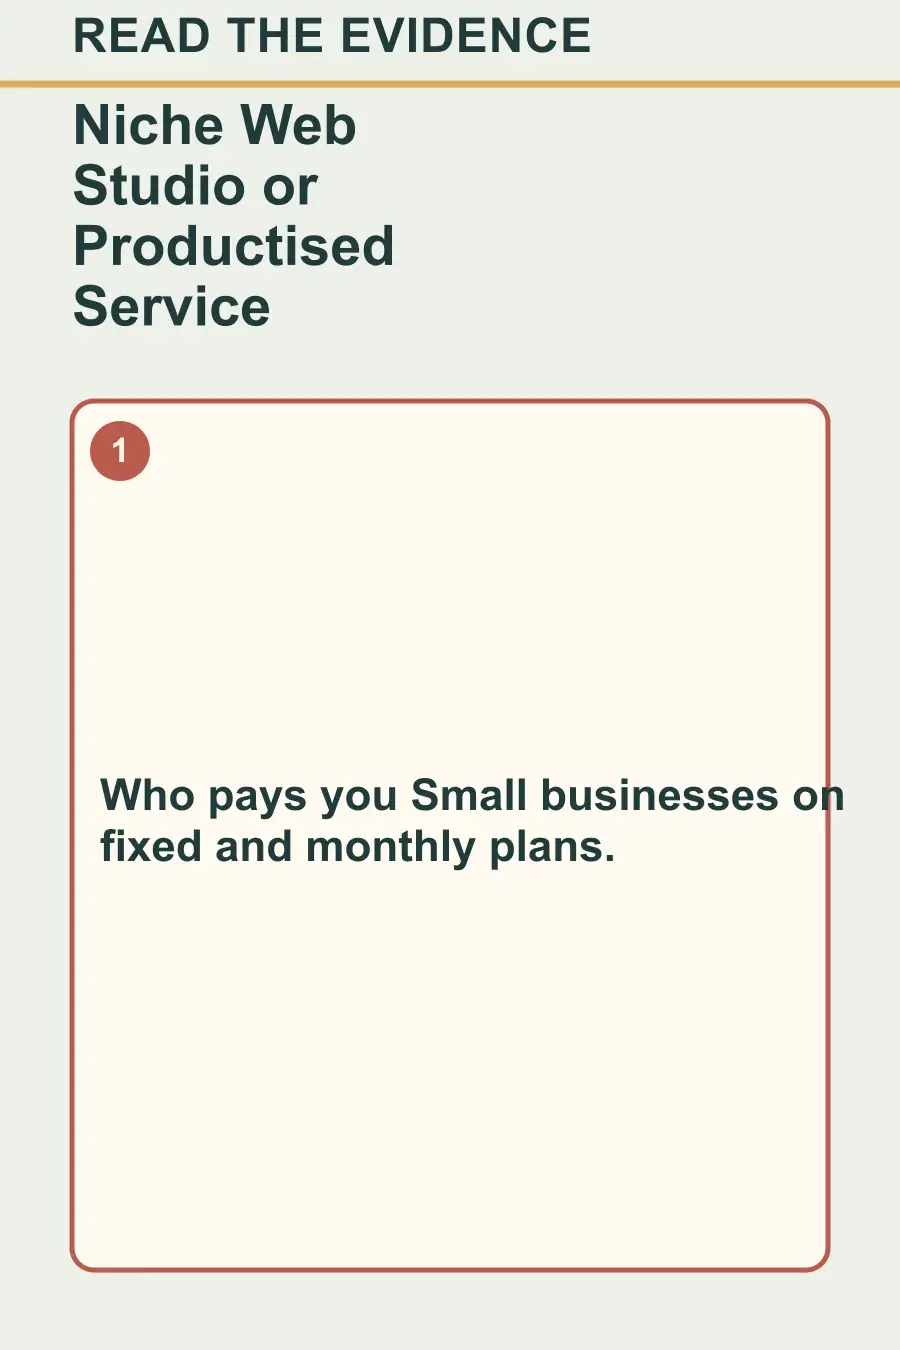 READ THE EVIDENCE
Niche Web
Studio or
Productised
Service
1
Who pays you Small businesses on
fixed and monthly plans.